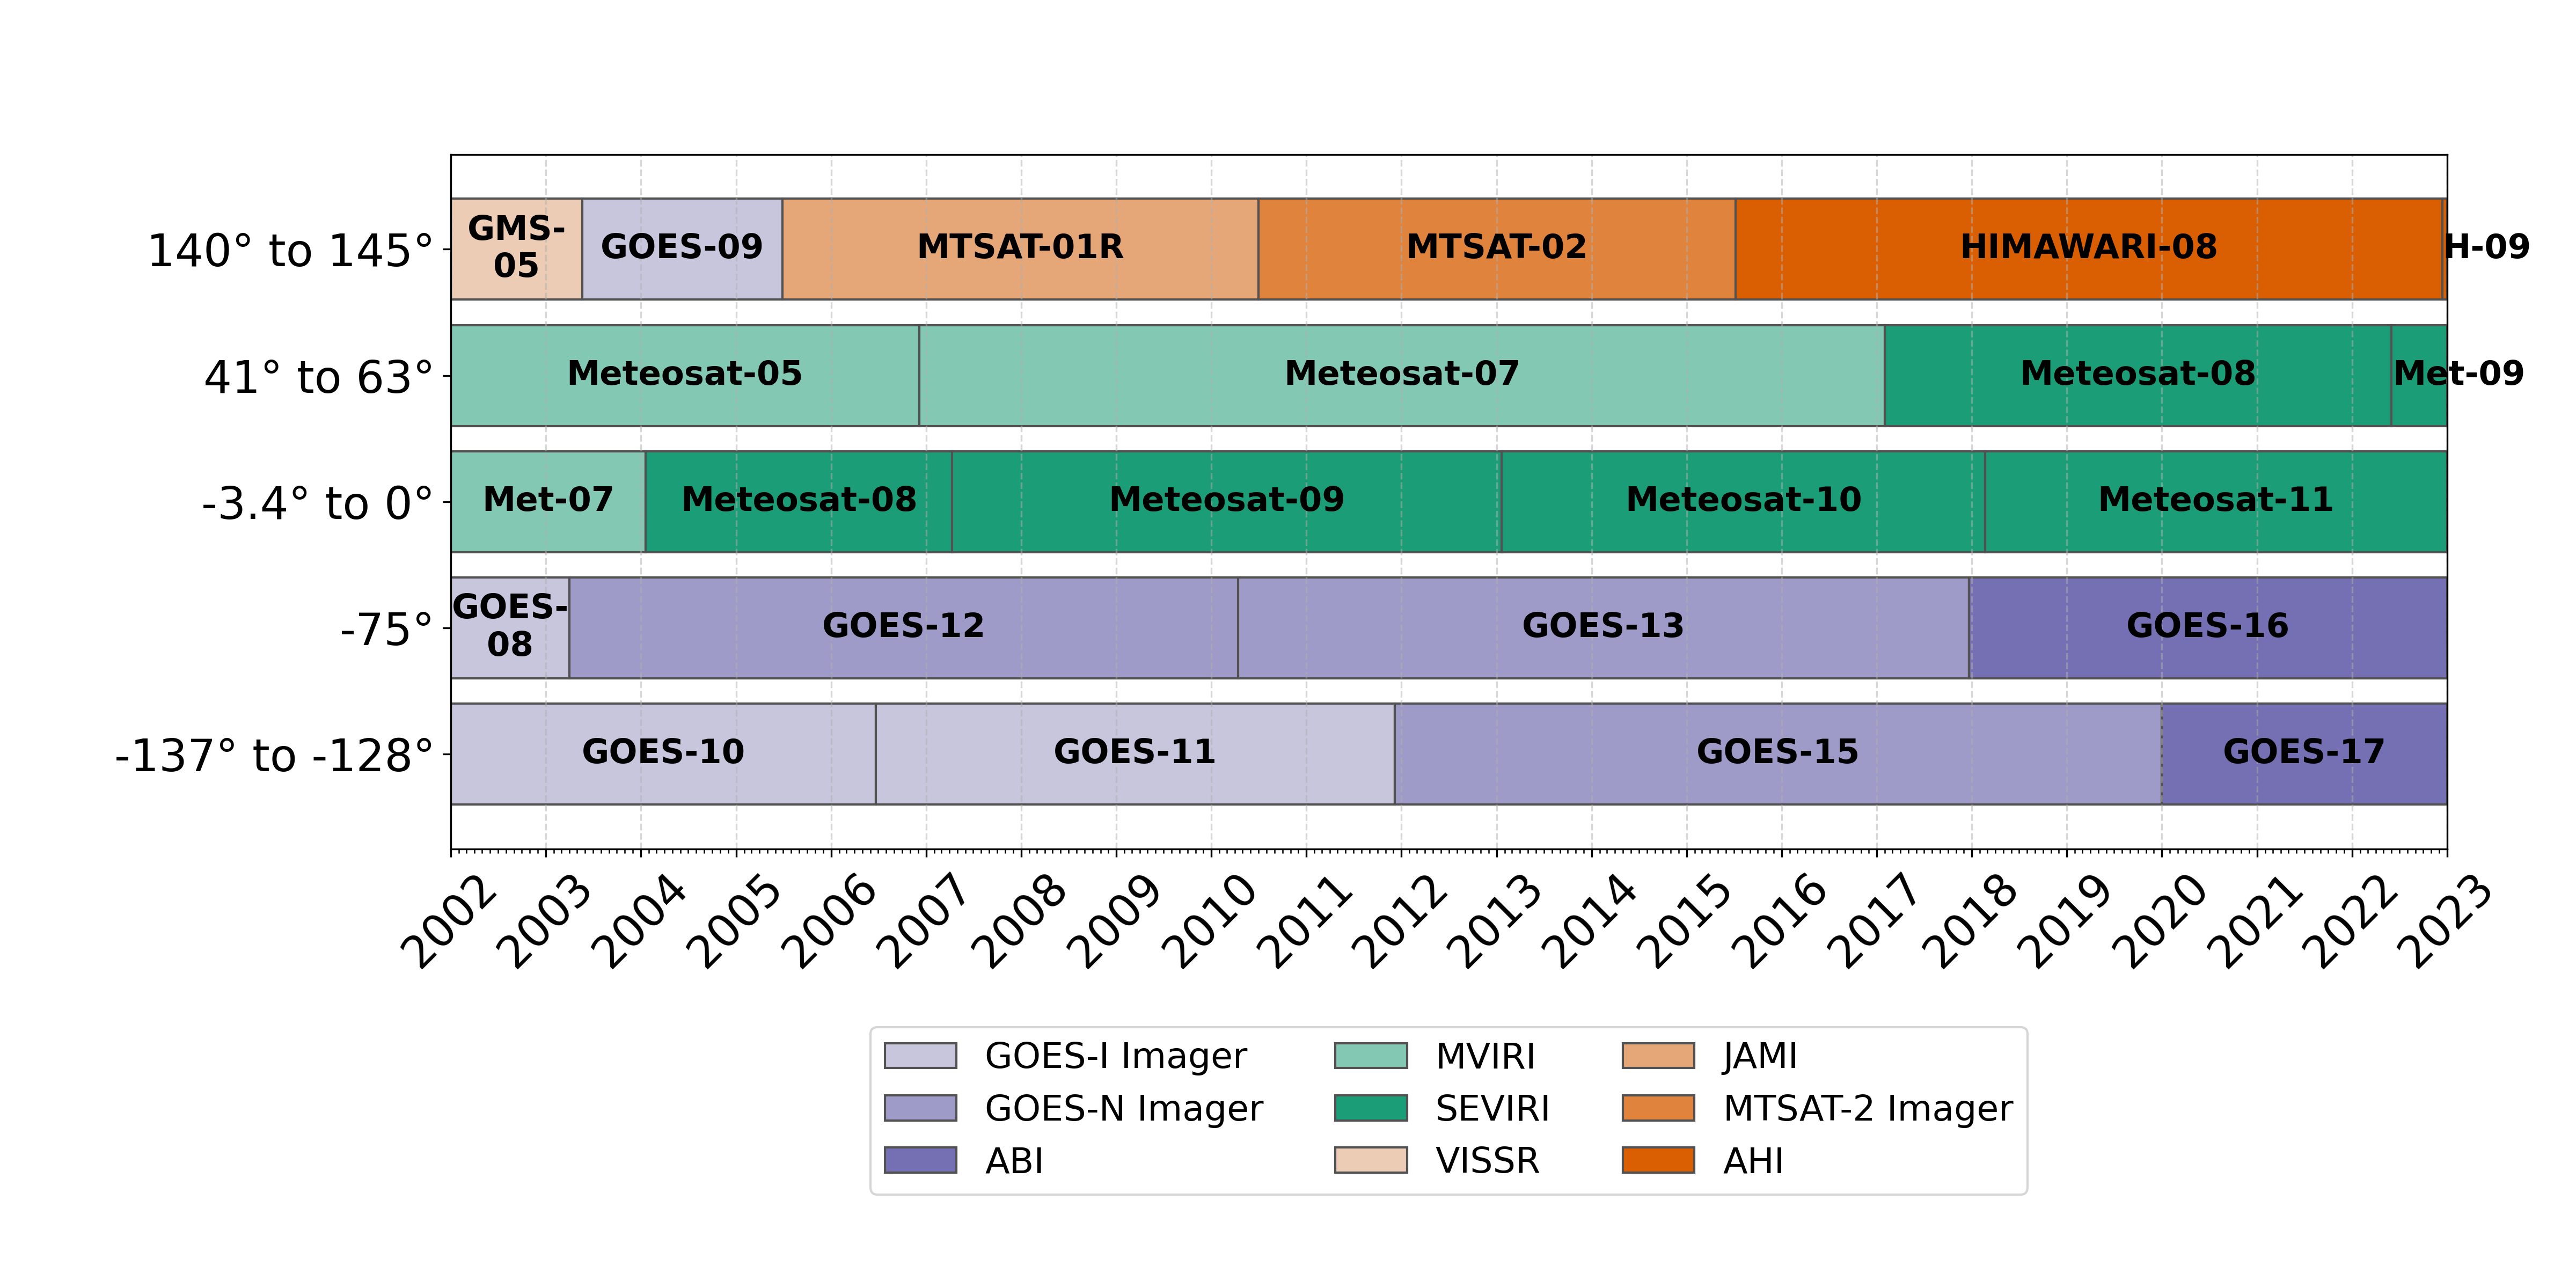 140° to 145°
GMS-
05
GOES-09
MTSAT-01R
MTSAT-02
HIMAWARI-08
H-09
41° to 63°
Meteosat-05
Meteosat-07
Meteosat-08
Met-09
-3.4° to 0°
Met-07
Meteosat-08
Meteosat-09
Meteosat-10
Meteosat-11
-75°
GOES-
08
GOES-12
GOES-13
GOES-16
-137° to -128°
GOES-10
GOES-11
GOES-15
GOES-17
2002
2003
2004
2005
2006
2007
2008
2009
2010
2011
2012
2013
2014
2015
2016
2017
2018
2019
2020
2021
2022
2023
GOES-I Imager
GOES-N Imager
ABI
MVIRI
SEVIRI
VISSR
JAMI
MTSAT-2 Imager
AHI